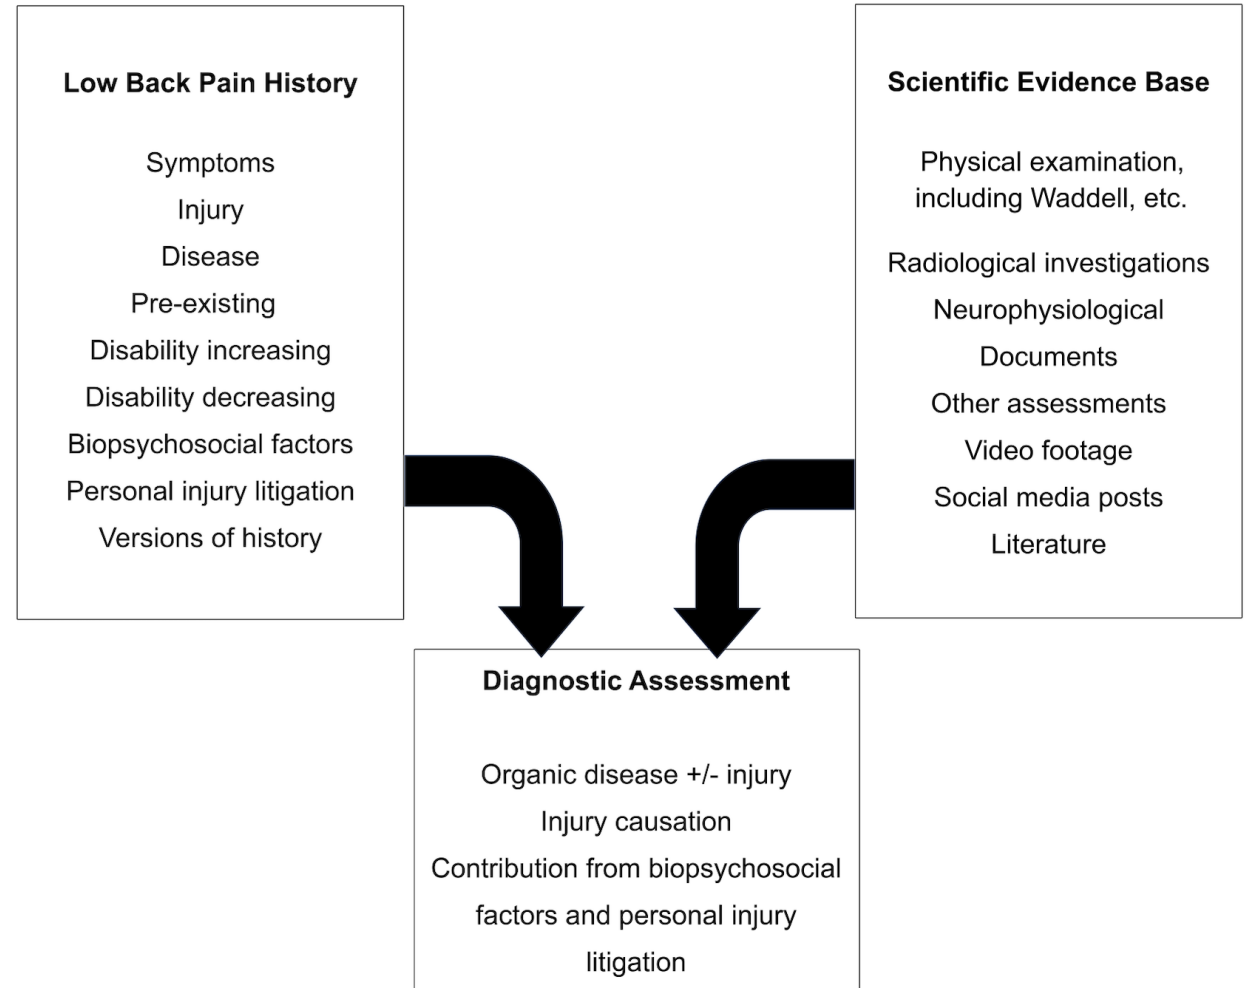 Low Back Pain History
Symptoms
Injury
Disease
Pre-existing
Disability increasing
Disability decreasing
Biopsychosocial factors
Personal injury litigation
Versions of history
Scientific Evidence Base
Physical examination,
including Waddell, etc.
Radiological investigations
Neurophysiological
Documents
Other assessments
Video footage
Social media posts
Literature
Diagnostic Assessment
Organic disease +/- injury
Injury causation
Contribution from biopsychosocial
factors and personal injury
litigation